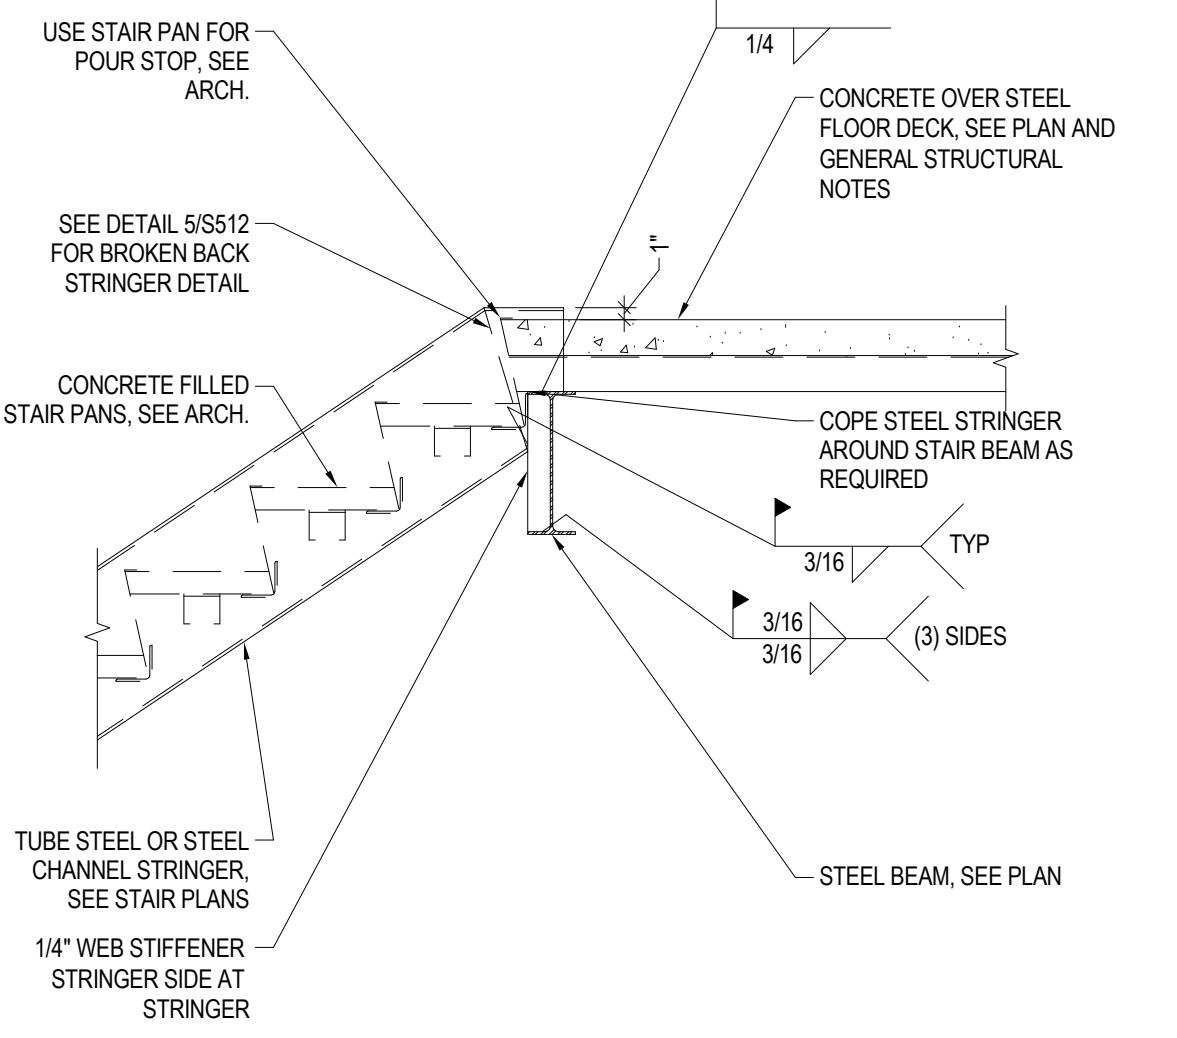 USE STAIR PAN FOR
POUR STOP, SEE
ARCH.
1/4
CONCRETE OVER STEEL
FLOOR DECK, SEE PLAN AND
GENERAL STRUCTURAL
NOTES
SEE DETAIL 5/S512
FOR BROKEN BACK
STRINGER DETAIL
1"
CONCRETE FILLED
STAIR PANS, SEE ARCH.
COPE STEEL STRINGER
AROUND STAIR BEAM AS
REQUIRED
3/16
TYP
3/16
3/16
(3) SIDES
TUBE STEEL OR STEEL
CHANNEL STRINGER,
SEE STAIR PLANS
STEEL BEAM, SEE PLAN
1/4" WEB STIFFENER
STRINGER SIDE AT
STRINGER